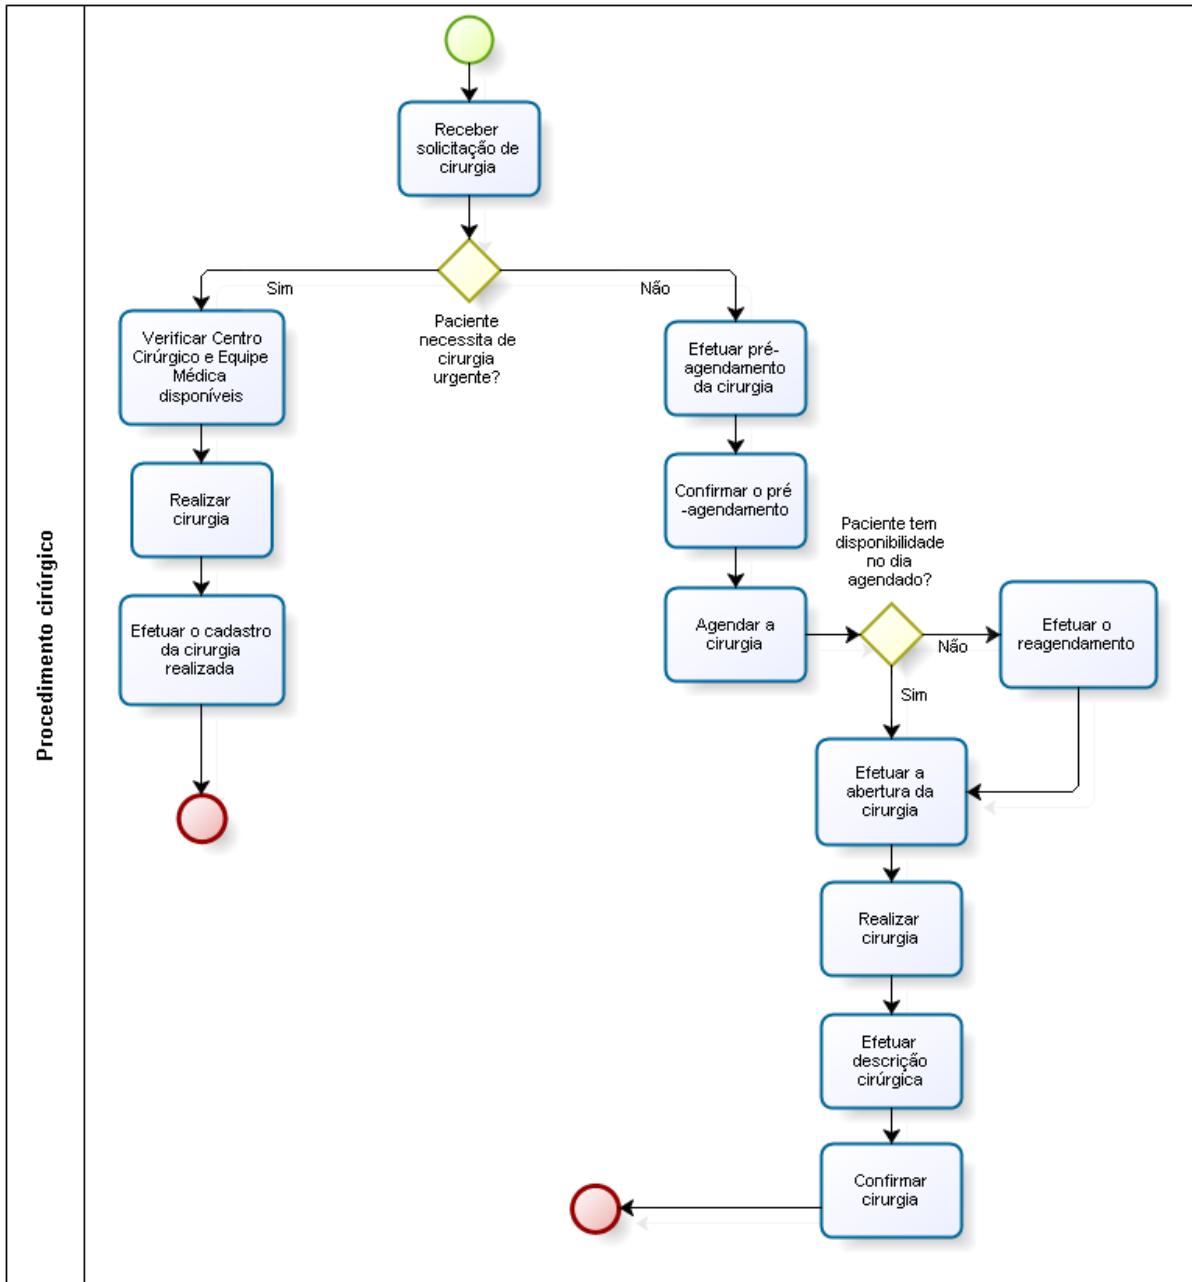 Procedimento cirúrgico
Receber
solicitação de
cirurgia
Sim
Não
Paciente
necessita de
cirurgia
urgente?
Verificar Centro
Cirúrgico e Equipe
Médica
disponíveis
Efetuar pré-
agendamento
da cirurgia
Realizar
cirurgia
Confirmar o pré
-agendamento
Paciente tem
disponibilidade
no dia
agendado?
Efetuar o cadastro
da cirurgia
realizada
Agendar a
cirurgia
Não
Efetuar o
reagendamento
Sim
Efetuar a
abertura da
cirurgia
Realizar
cirurgia
Efetuar
descrição
cirúrgica
Confirmar
cirurgia